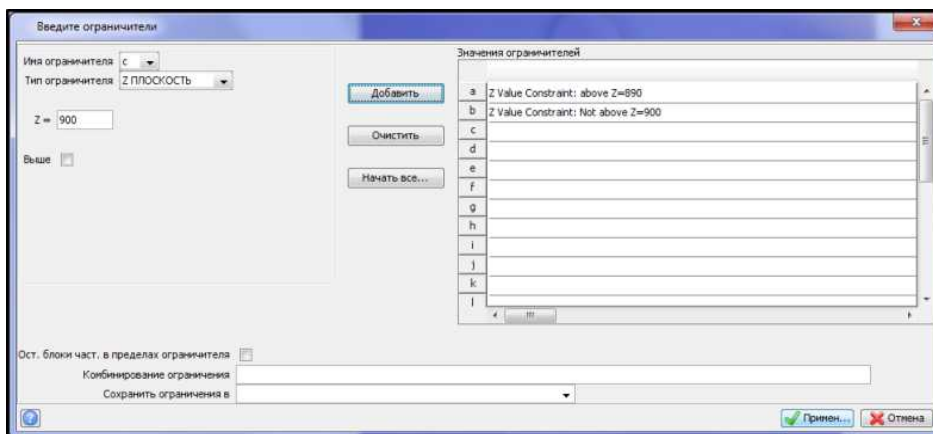 Введите ограничители
Имя ограничителя c
Тип ограничителя Z ПЛОСКОСТЬ
Z = 900
Выше
Добавить
Очистить
Начать все...
Значения ограничителей
a Z Value Constraint: above Z=890
b Z Value Constraint: Not above Z=900
c
d
e
f
g
h
i
j
k
l
Ост. блоки част. в пределах ограничителя
Комбинирование ограничения
Сохранить ограничения в
Примен...
Отмена